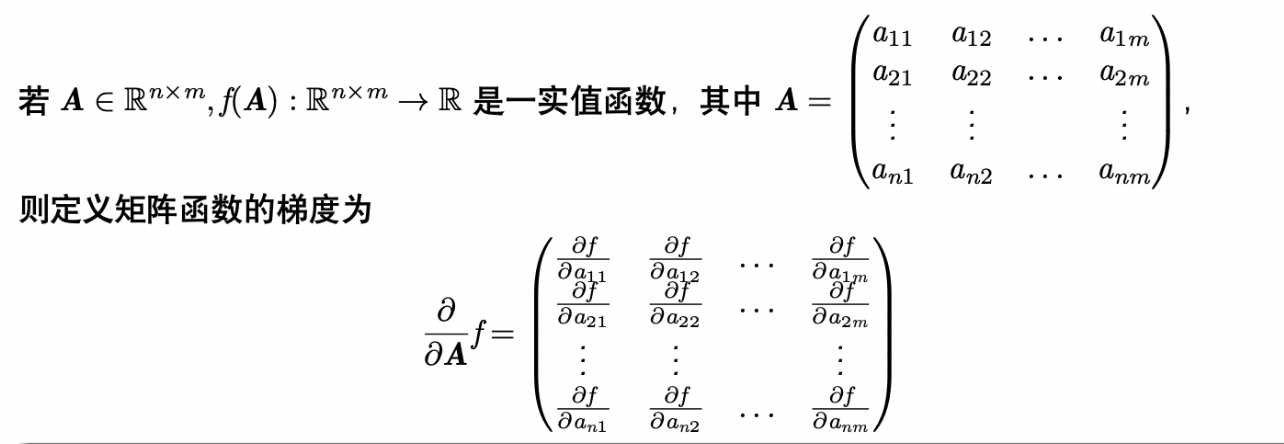 若 $\boldsymbol{A} \in \mathbb{R}^{n \times m}, f(\boldsymbol{A}) : \mathbb{R}^{n \times m} \to \mathbb{R}$ 是一实值函数，其中 $\boldsymbol{A} = \begin{pmatrix} a_{11} & a_{12} & \dots & a_{1m} \\ a_{21} & a_{22} & \dots & a_{2m} \\ \vdots & \vdots & & \vdots \\ a_{n1} & a_{n2} & \dots & a_{nm} \end{pmatrix}$，
则定义矩阵函数的梯度为
$\frac{\partial}{\partial \boldsymbol{A}} f = \begin{pmatrix} \frac{\partial f}{\partial a_{11}} & \frac{\partial f}{\partial a_{12}} & \dots & \frac{\partial f}{\partial a_{1m}} \\ \frac{\partial f}{\partial a_{21}} & \frac{\partial f}{\partial a_{22}} & \dots & \frac{\partial f}{\partial a_{2m}} \\ \vdots & \vdots & & \vdots \\ \frac{\partial f}{\partial a_{n1}} & \frac{\partial f}{\partial a_{n2}} & \dots & \frac{\partial f}{\partial a_{nm}} \end{pmatrix}$